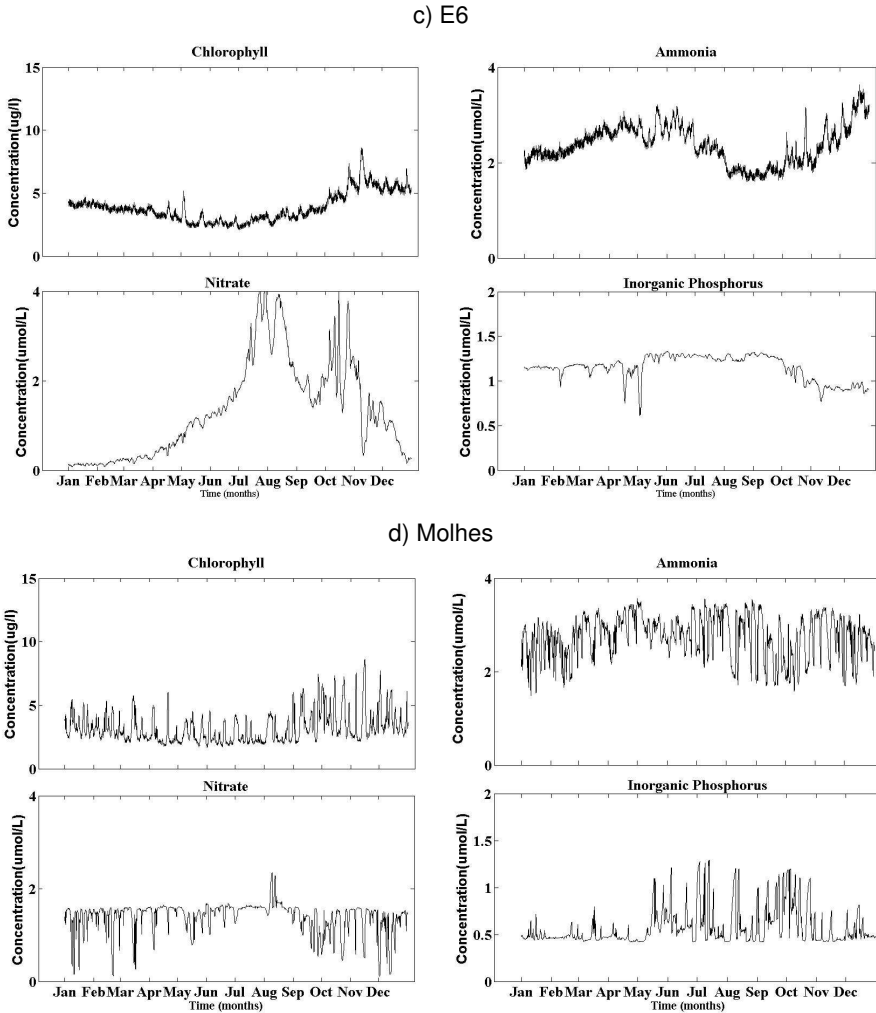 c) E6
Chlorophyll
Concentration(ug/l)
15
10
5
0
Ammonia
Concentration(umol/L)
4
2
0
Nitrate
Concentration(umol/L)
4
2
0
Jan Feb Mar Apr May Jun Jul Aug Sep Oct Nov Dec
Time (months)
Inorganic Phosphorus
Concentration(umol/L)
2
1.5
1
0.5
0
Jan Feb Mar Apr May Jun Jul Aug Sep Oct Nov Dec
Time (months)
d) Molhes
Chlorophyll
Concentration(ug/l)
15
10
5
0
Ammonia
Concentration(umol/L)
4
2
0
Nitrate
Concentration(umol/L)
4
2
0
Jan Feb Mar Apr May Jun Jul Aug Sep Oct Nov Dec
Time (months)
Inorganic Phosphorus
Concentration(umol/L)
2
1.5
1
0.5
0
Jan Feb Mar Apr May Jun Jul Aug Sep Oct Nov Dec
Time (months)